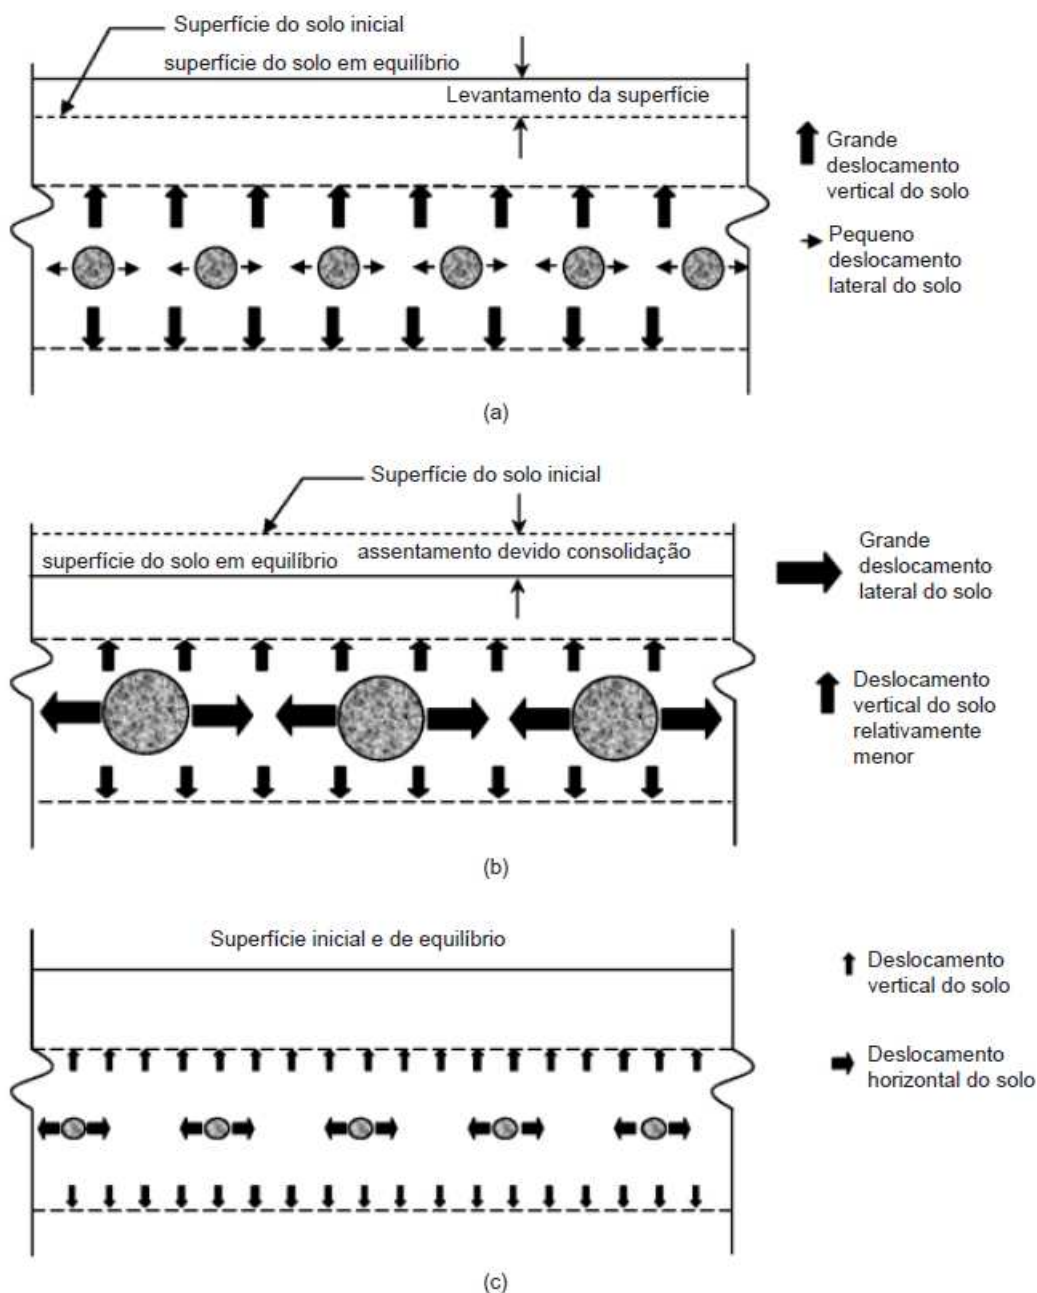 Superfície do solo inicial
superfície do solo em equilíbrio
Levantamento da superfície
Grande
deslocamento
vertical do solo
Pequeno
deslocamento
lateral do solo
(a)
Superfície do solo inicial
superfície do solo em equilíbrio
assentamento devido consolidação
Grande
deslocamento
lateral do solo
Deslocamento
vertical do solo
relativamente
menor
(b)
Superfície inicial e de equilíbrio
Deslocamento
vertical do solo
Deslocamento
horizontal do solo
(c)